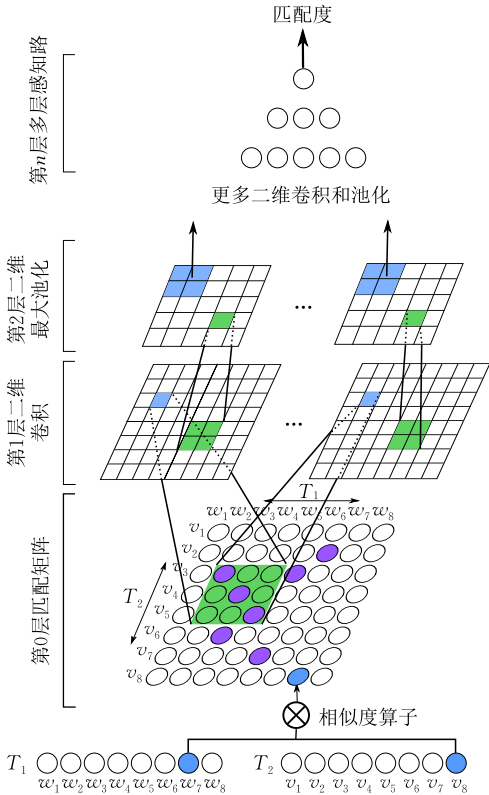 匹配度
第n层多层感知路
更多二维卷积和池化
第2层二维
最大池化
...
...
第1层二维
卷积
...
T₁
w₁ w₂ w₃ w₄ w₅ w₆ w₇ w₈
第0层匹配矩阵
T₂
v₁
v₂
v₃
v₄
v₅
v₆
v₇
v₈
相似度算子
T₁
w₁ w₂ w₃ w₄ w₅ w₆ w₇ w₈
T₂
v₁ v₂ v₃ v₄ v₅ v₆ v₇ v₈